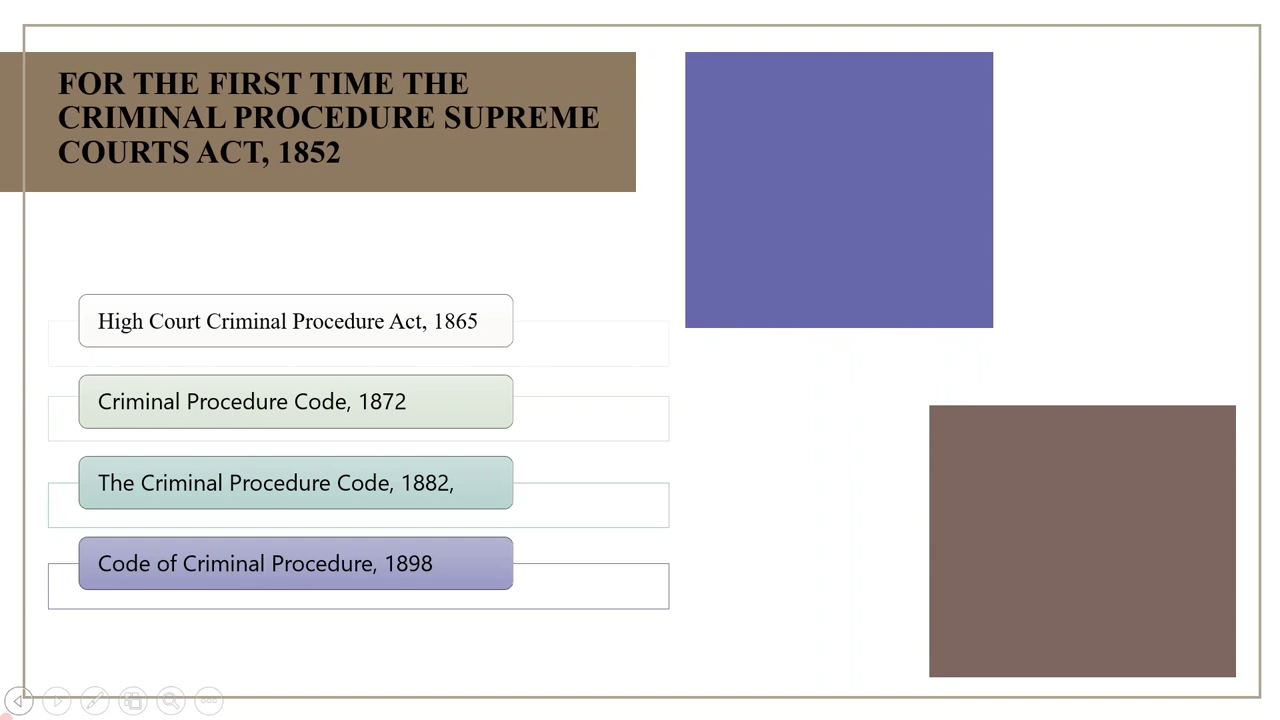 FOR THE FIRST TIME THE
CRIMINAL PROCEDURE SUPREME
COURTS ACT, 1852
High Court Criminal Procedure Act, 1865
Criminal Procedure Code, 1872
The Criminal Procedure Code, 1882,
Code of Criminal Procedure, 1898